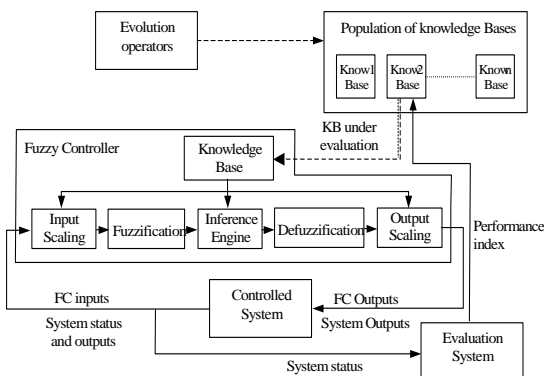 Evolution
operators
Population of knowledge Bases
Know1
Base
Know2
Base
Known
Base
KB under
evaluation
Fuzzy Controller
Knowledge
Base
Input
Scaling
Fuzzification
Inference
Engine
Defuzzification
Output
Scaling
Performance
index
FC inputs
System status
and outputs
Controlled
System
FC Outputs
System Outputs
Evaluation
System
System status